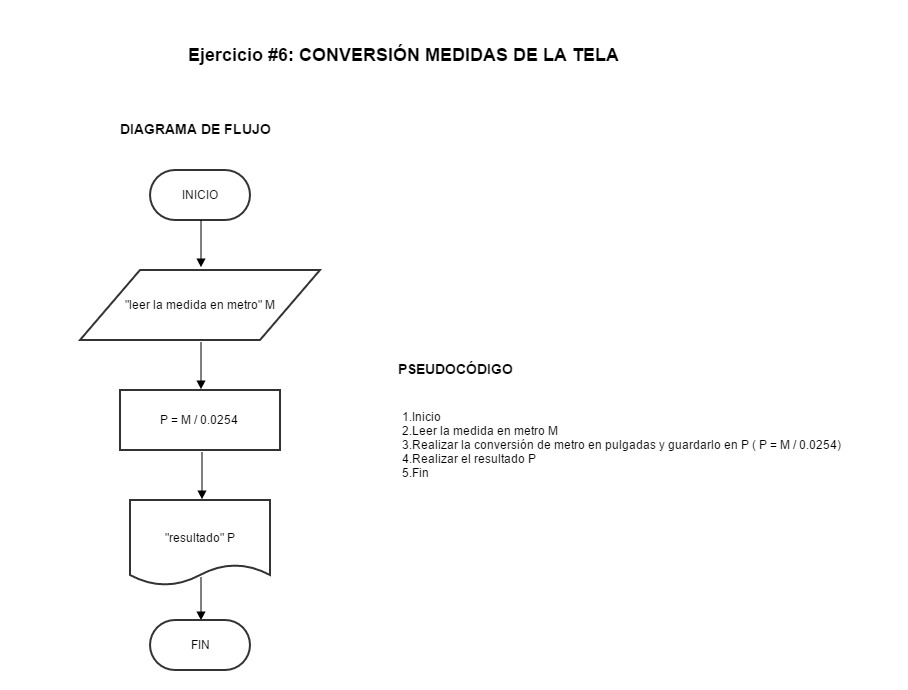 Ejercicio #6: CONVERSIÓN MEDIDAS DE LA TELA
DIAGRAMA DE FLUJO
INICIO
"leer la medida en metro" M
P = M / 0.0254
"resultado" P
FIN
PSEUDOCÓDIGO
1.Inicio
2.Leer la medida en metro M
3.Realizar la conversión de metro en pulgadas y guardarlo en P ( P = M / 0.0254)
4.Realizar el resultado P
5.Fin